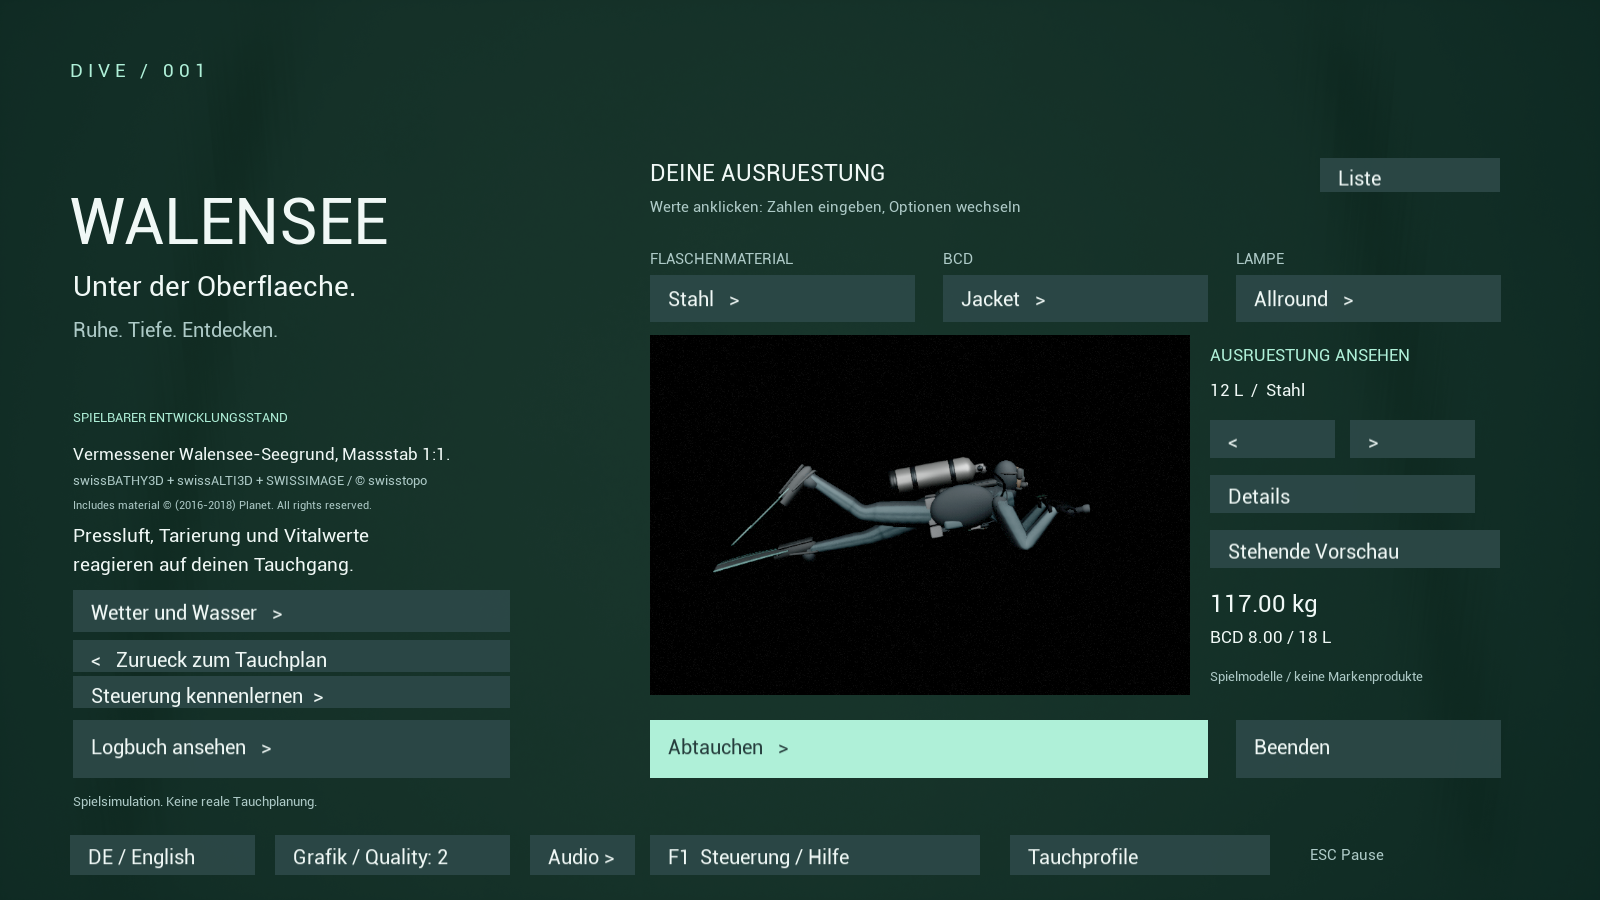 DIVE / 001
WALENSEE
Unter der Oberflaeche.
Ruhe. Tiefe. Entdecken.
SPIELBARER ENTWICKLUNGSSTAND
Vermessener Walensee-Seegrund, Massstab 1:1.
swissBATHY3D + swissALTI3D + SWISSIMAGE / © swisstopo
Includes material © (2016-2018) Planet. All rights reserved.
Pressluft, Tarierung und Vitalwerte
reagieren auf deinen Tauchgang.
Wetter und Wasser >
< Zurueck zum Tauchplan
Steuerung kennenlernen >
Logbuch ansehen >
Spielsimulation. Keine reale Tauchplanung.
DEINE AUSRUESTUNG
Liste
Werte anklicken: Zahlen eingeben, Optionen wechseln
FLASCHENMATERIAL
BCD
LAMPE
Stahl >
Jacket >
Allround >
AUSRUESTUNG ANSEHEN
12 L / Stahl
<
>
Details
Stehende Vorschau
117.00 kg
BCD 8.00 / 18 L
Spielmodelle / keine Markenprodukte
Abtauchen >
Beenden
DE / English
Grafik / Quality: 2
Audio >
F1 Steuerung / Hilfe
Tauchprofile
ESC Pause